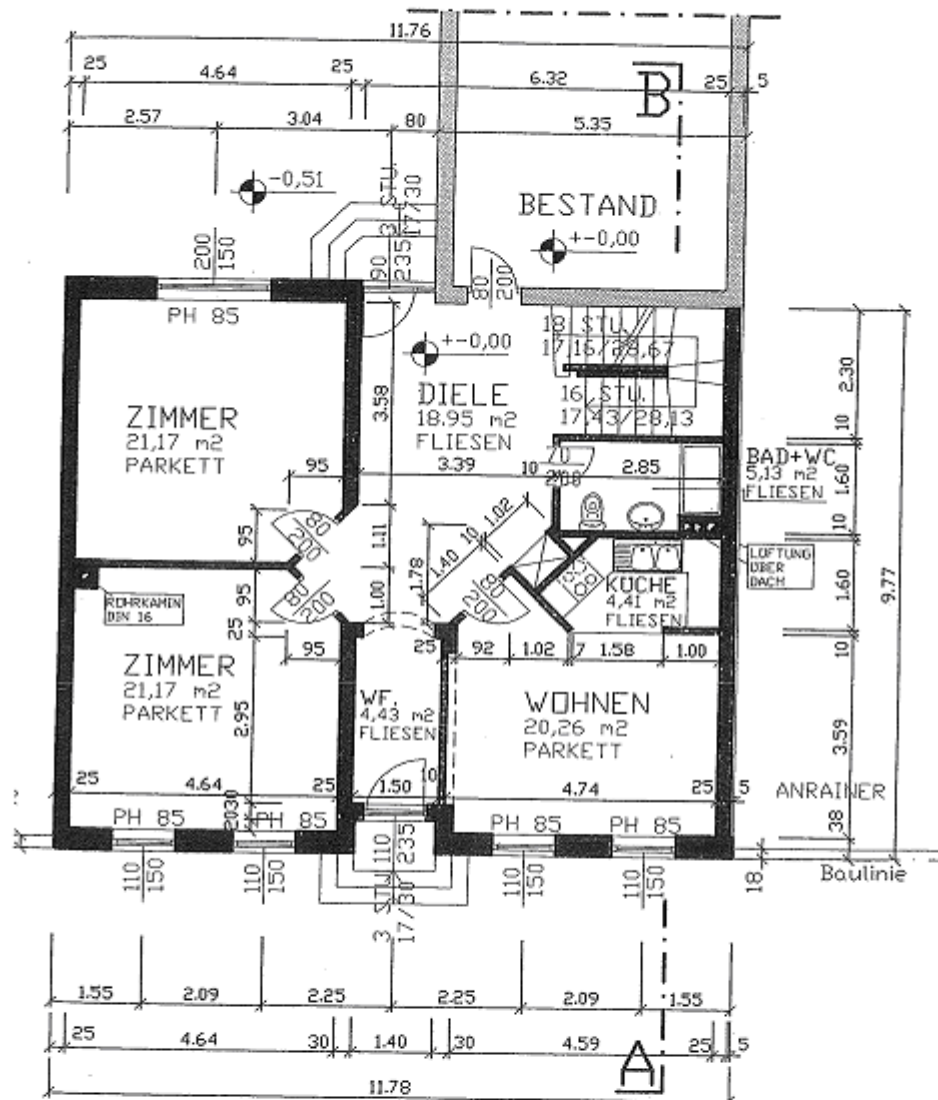 11.76
25 4.64 25 6.32 25 5
2.57 3.04 80 5.35
B
-0,51
3 STU.
17/30
BESTAND
+-0,00
200
150
90
235
80
200
PH 85
+-0,00
18 STU.
17,16/28,67
16 STU.
17,43/28,13
ZIMMER
21,17 m2
PARKETT
3.58
DIELE
18.95 m2
FLIESEN
2.30
10
95
3.39
10
200
2.85
BAD+WC
5,13 m2
FLIESEN
1.60
10
9.77
95
80
200
1.11
1.02
10
1.40
1.78
LÜFTUNG
ÜBER
DACH
ROHRKAMIN
DIN 16
95
25
80
200
1.00
80
200
KÜCHE
4,41 m2
FLIESEN
1.60
10
95
25 92 1.02 7 1.58 1.00
ZIMMER
21,17 m2
PARKETT
2.95
WF.
4,43 m2
FLIESEN
WOHNEN
20,26 m2
PARKETT
3.59
25 4.64 25 1.50 10 4.74 25 5
ANRAINER
PH 85
2030
PH 85
PH 85
PH 85
38
110
150
110
150
110
235
3 STU.
17/30
110
150
110
150
18
Baulinie
1.55 2.09 2.25 2.25 2.09 1.55
25 4.64 30 1.40 30 4.59 25 5
A
11.78